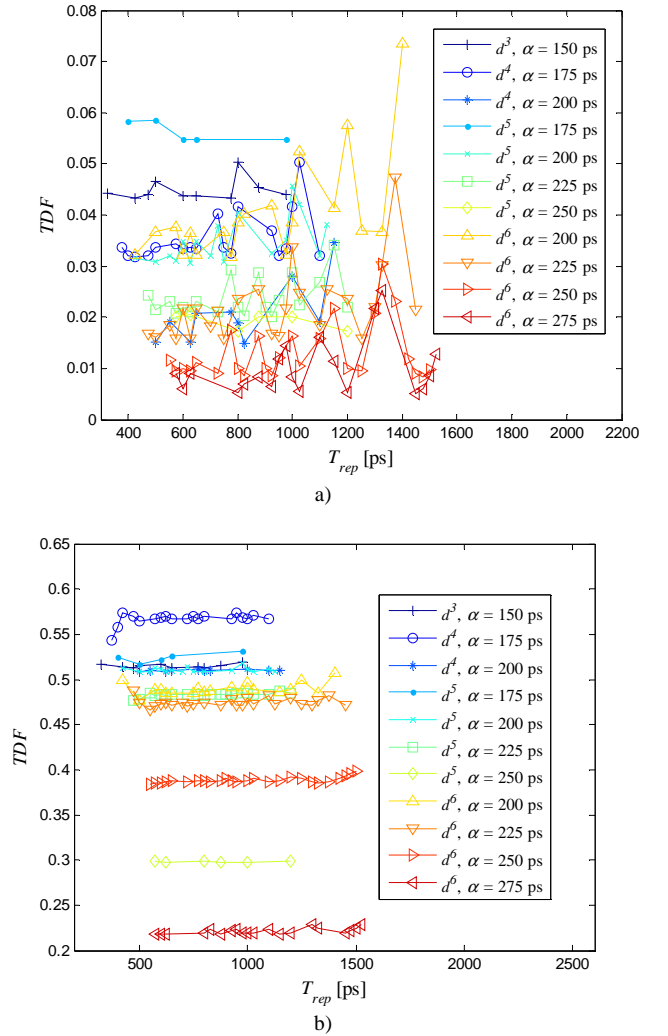 0.08
0.07
0.06
0.05
0.04
0.03
0.02
0.01
0
TDF
d³, α = 150 ps
d⁴, α = 175 ps
d⁴, α = 200 ps
d⁵, α = 175 ps
d⁵, α = 200 ps
d⁵, α = 225 ps
d⁵, α = 250 ps
d⁶, α = 200 ps
d⁶, α = 225 ps
d⁶, α = 250 ps
d⁶, α = 275 ps
400 600 800 1000 1200 1400 1600 1800 2000 2200
T_rep [ps]
a)
0.65
0.6
0.55
0.5
0.45
0.4
0.35
0.3
0.25
0.2
TDF
d³, α = 150 ps
d⁴, α = 175 ps
d⁴, α = 200 ps
d⁵, α = 175 ps
d⁵, α = 200 ps
d⁵, α = 225 ps
d⁵, α = 250 ps
d⁶, α = 200 ps
d⁶, α = 225 ps
d⁶, α = 250 ps
d⁶, α = 275 ps
500 1000 1500 2000 2500
T_rep [ps]
b)